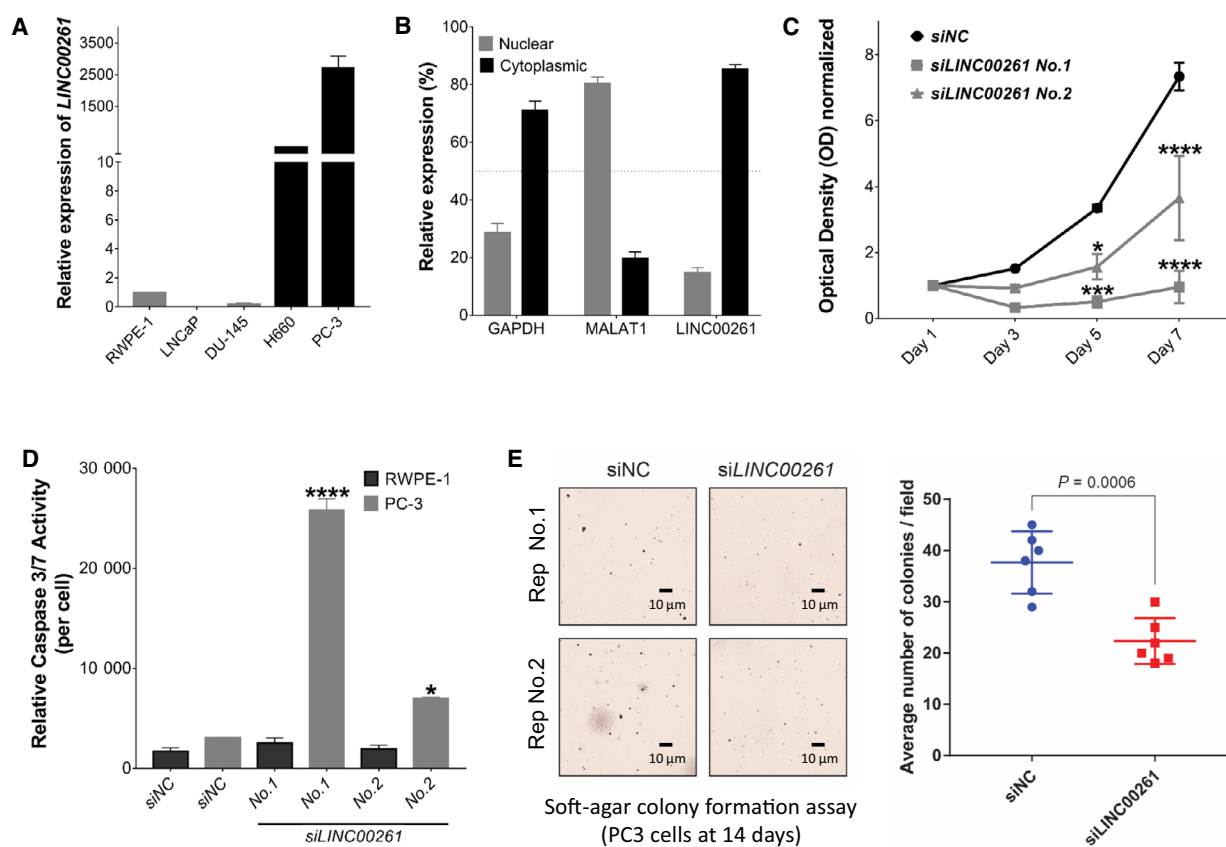 A
Relative expression of LINC00261
3500
2500
1500
10
8
6
4
2
0
RWPE-1
LNCaP
DU-145
H660
PC-3
B
Relative expression (%)
100
80
60
40
20
0
Nuclear
Cytoplasmic
GAPDH
MALAT1
LINC00261
C
Optical Density (OD) normalized
8
6
4
2
0
siNC
siLINC00261 No.1
siLINC00261 No.2
****
*
****
***
Day 1
Day 3
Day 5
Day 7
D
Relative Caspase 3/7 Activity
(per cell)
30 000
20 000
10 000
0
RWPE-1
PC-3
****
*
siNC
siNC
No.1
No.1
No.2
No.2
siLINC00261
E
siNC
siLINC00261
Rep No.1
10 µm
10 µm
Rep No.2
10 µm
10 µm
Soft-agar colony formation assay
(PC3 cells at 14 days)
Average number of colonies / field
50
40
30
20
10
0
P = 0.0006
siNC
siLINC00261